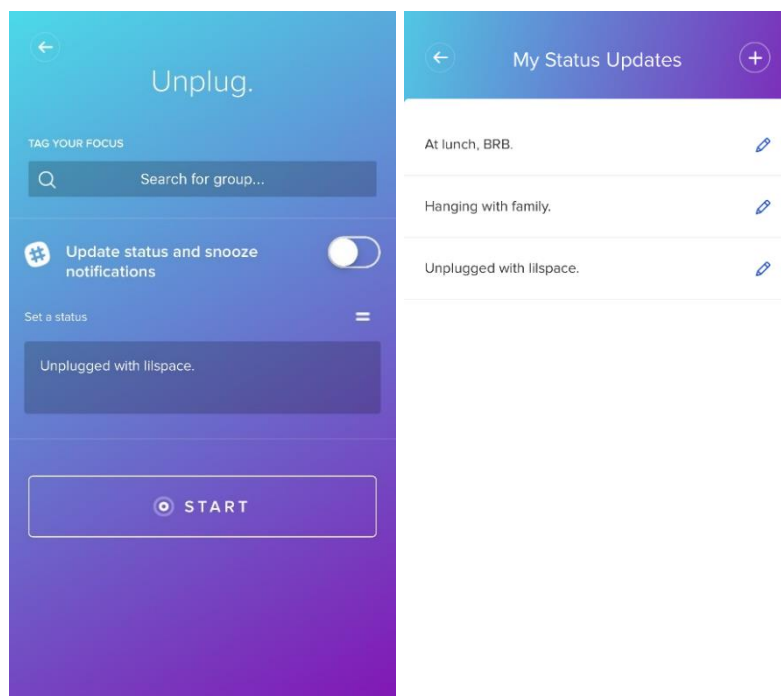 Unplug.
TAG YOUR FOCUS
Search for group...
Update status and snooze
notifications
Set a status
Unplugged with lilspace.
START
My Status Updates
At lunch, BRB.
Hanging with family.
Unplugged with lilspace.